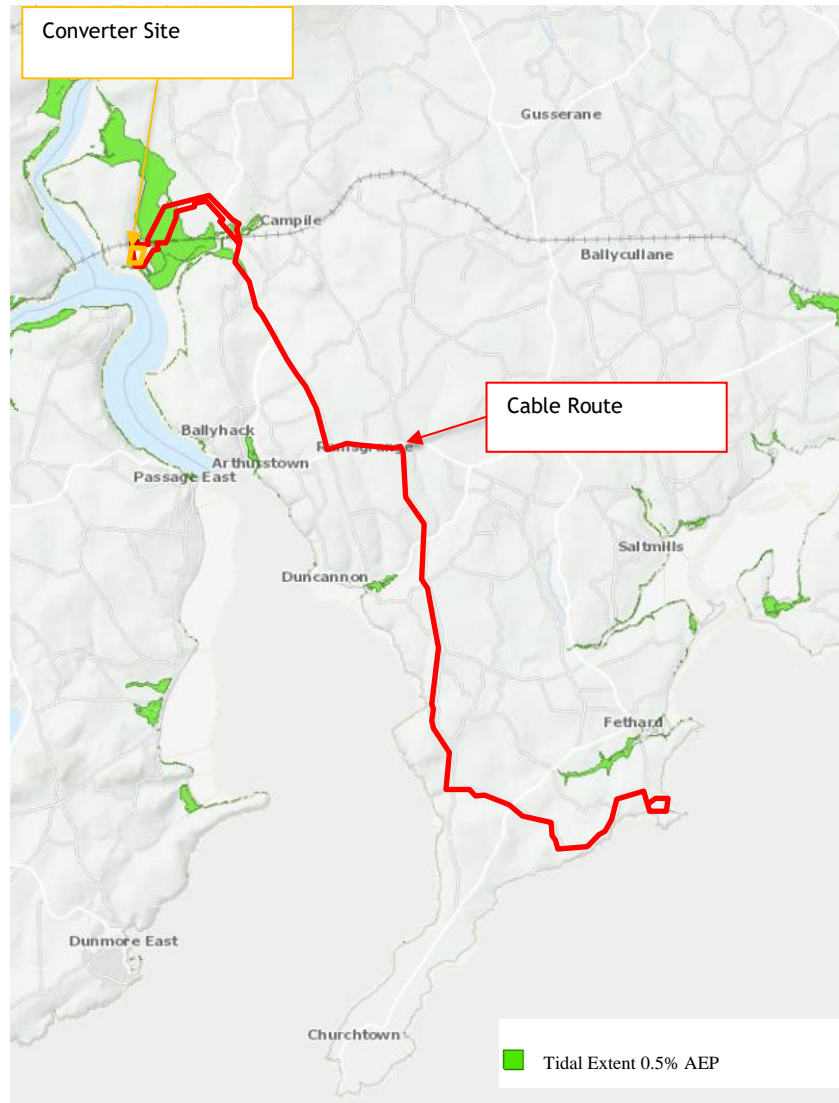 Converter Site
Gusserane
Campile
Ballycullane
Cable Route
Ballyhack
Ramsgrange
Arthurstown
Passage East
Saltmills
Duncannon
Fethard
Dunmore East
Churchtown
Tidal Extent 0.5% AEP